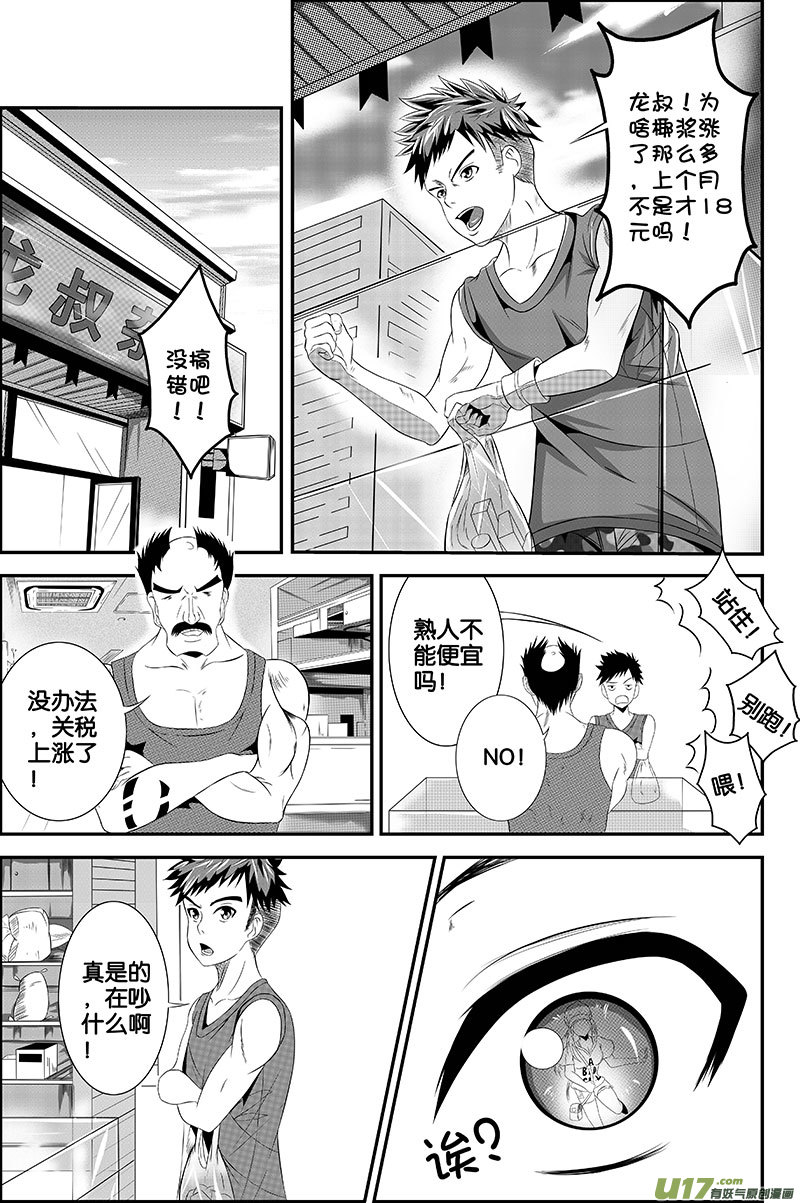 龙叔杂
搞吧！
没错！
龙叔！为
啥椰浆涨
了那么多
，上个月
不是才18
元吗！
没办法
，关税
上涨了
！
熟人不
能便宜
吗！
NO！
站住！
别跑！
喂！
真是的
，在吵
什么啊
！
诶？
A
U17.com
有妖气原创漫画